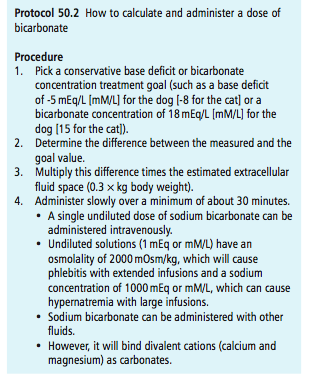 Protocol 50.2 How to calculate and administer a dose of
bicarbonate
Procedure
1. Pick a conservative base deficit or bicarbonate
concentration treatment goal (such as a base deficit
of -5 mEq/L [mM/L] for the dog [-8 for the cat] or a
bicarbonate concentration of 18 mEq/L [mM/L] for the
dog [15 for the cat]).
2. Determine the difference between the measured and the
goal value.
3. Multiply this difference times the estimated extracellular
fluid space (0.3 × kg body weight).
4. Administer slowly over a minimum of about 30 minutes.
• A single undiluted dose of sodium bicarbonate can be
administered intravenously.
• Undiluted solutions (1 mEq or mM/L) have an
osmolality of 2000 mOsm/kg, which will cause
phlebitis with extended infusions and a sodium
concentration of 1000 mEq or mM/L, which can cause
hypernatremia with large infusions.
• Sodium bicarbonate can be administered with other
fluids.
• However, it will bind divalent cations (calcium and
magnesium) as carbonates.